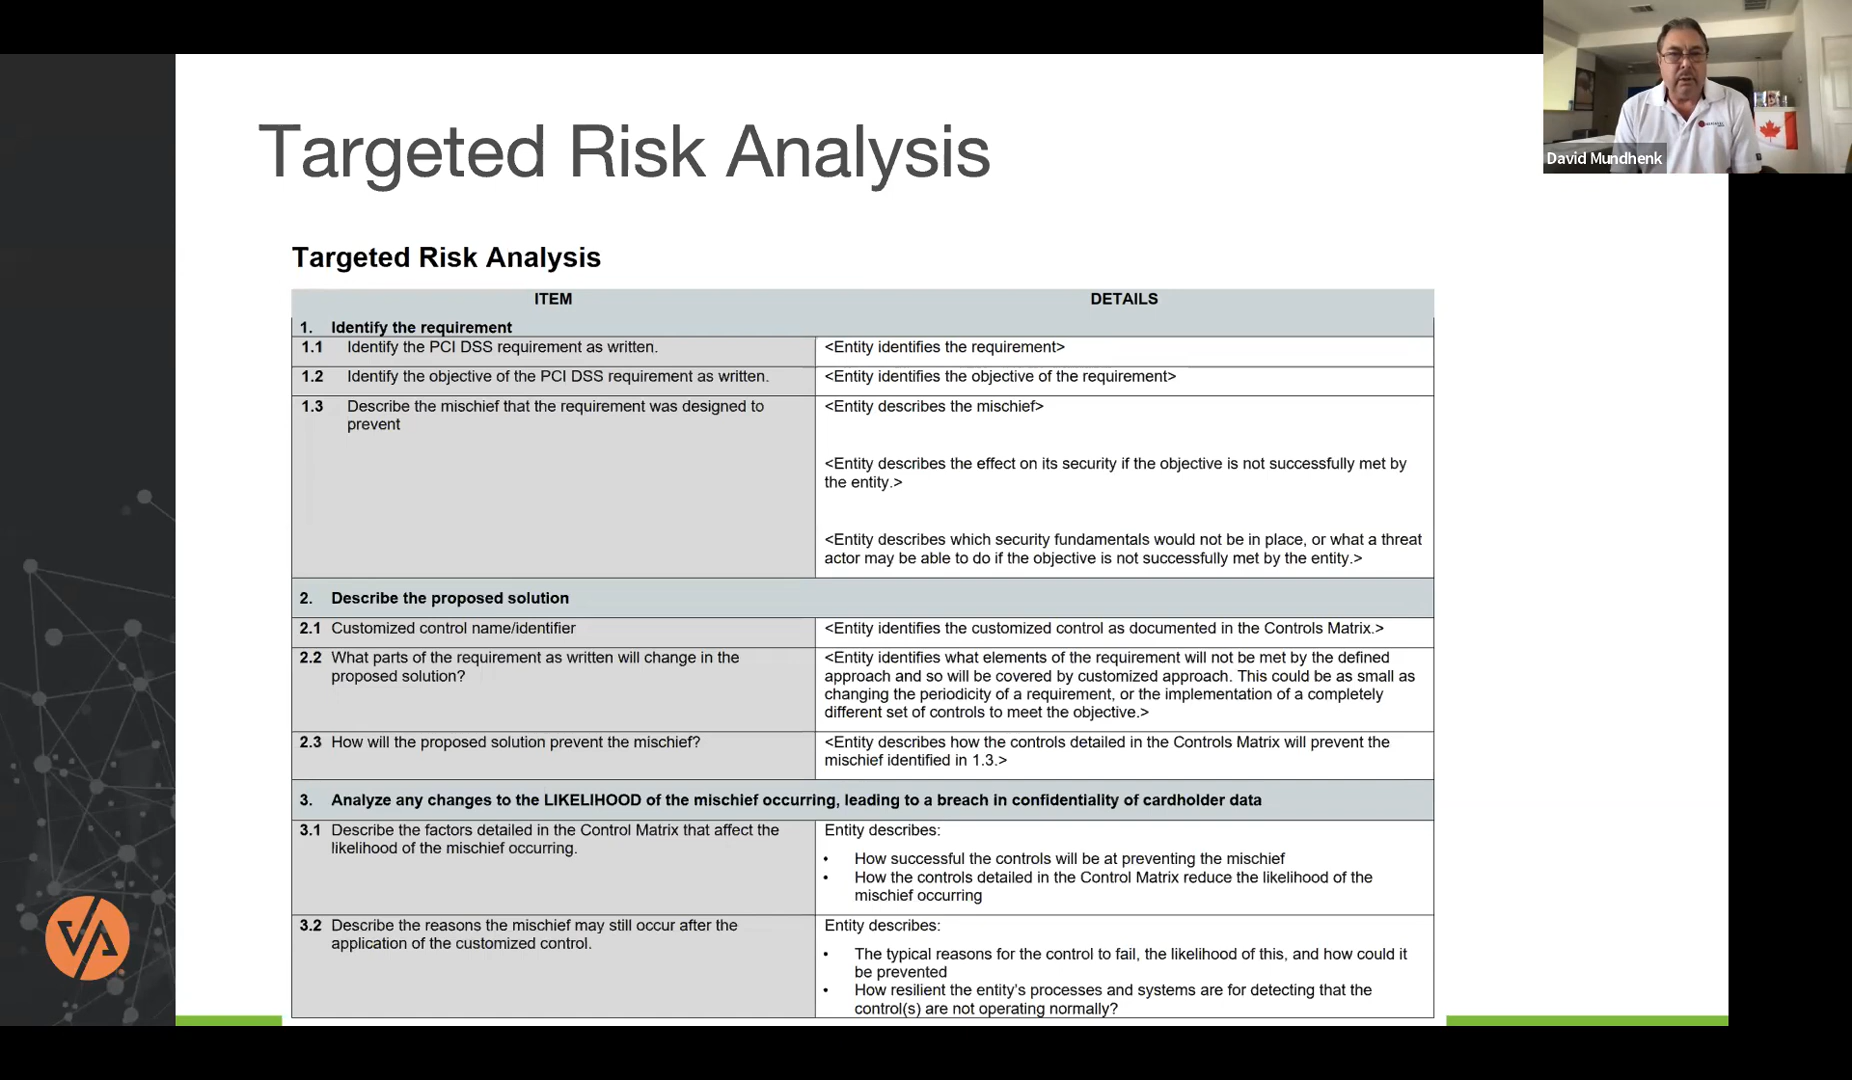 David Mundhenk
Targeted Risk Analysis
Targeted Risk Analysis
ITEM DETAILS
1. Identify the requirement
1.1 Identify the PCI DSS requirement as written. <Entity identifies the requirement>
1.2 Identify the objective of the PCI DSS requirement as written. <Entity identifies the objective of the requirement>
1.3 Describe the mischief that the requirement was designed to
prevent
<Entity describes the mischief>
<Entity describes the effect on its security if the objective is not successfully met by
the entity.>
<Entity describes which security fundamentals would not be in place, or what a threat
actor may be able to do if the objective is not successfully met by the entity.>
2. Describe the proposed solution
2.1 Customized control name/identifier <Entity identifies the customized control as documented in the Controls Matrix.>
2.2 What parts of the requirement as written will change in the
proposed solution?
<Entity identifies what elements of the requirement will not be met by the defined
approach and so will be covered by customized approach. This could be as small as
changing the periodicity of a requirement, or the implementation of a completely
different set of controls to meet the objective.>
2.3 How will the proposed solution prevent the mischief?
<Entity describes how the controls detailed in the Controls Matrix will prevent the
mischief identified in 1.3.>
3. Analyze any changes to the LIKELIHOOD of the mischief occurring, leading to a breach in confidentiality of cardholder data
3.1 Describe the factors detailed in the Control Matrix that affect the
likelihood of the mischief occurring.
Entity describes:
• How successful the controls will be at preventing the mischief
• How the controls detailed in the Control Matrix reduce the likelihood of the
mischief occurring
3.2 Describe the reasons the mischief may still occur after the
application of the customized control.
Entity describes:
• The typical reasons for the control to fail, the likelihood of this, and how could it
be prevented
• How resilient the entity's processes and systems are for detecting that the
control(s) are not operating normally?